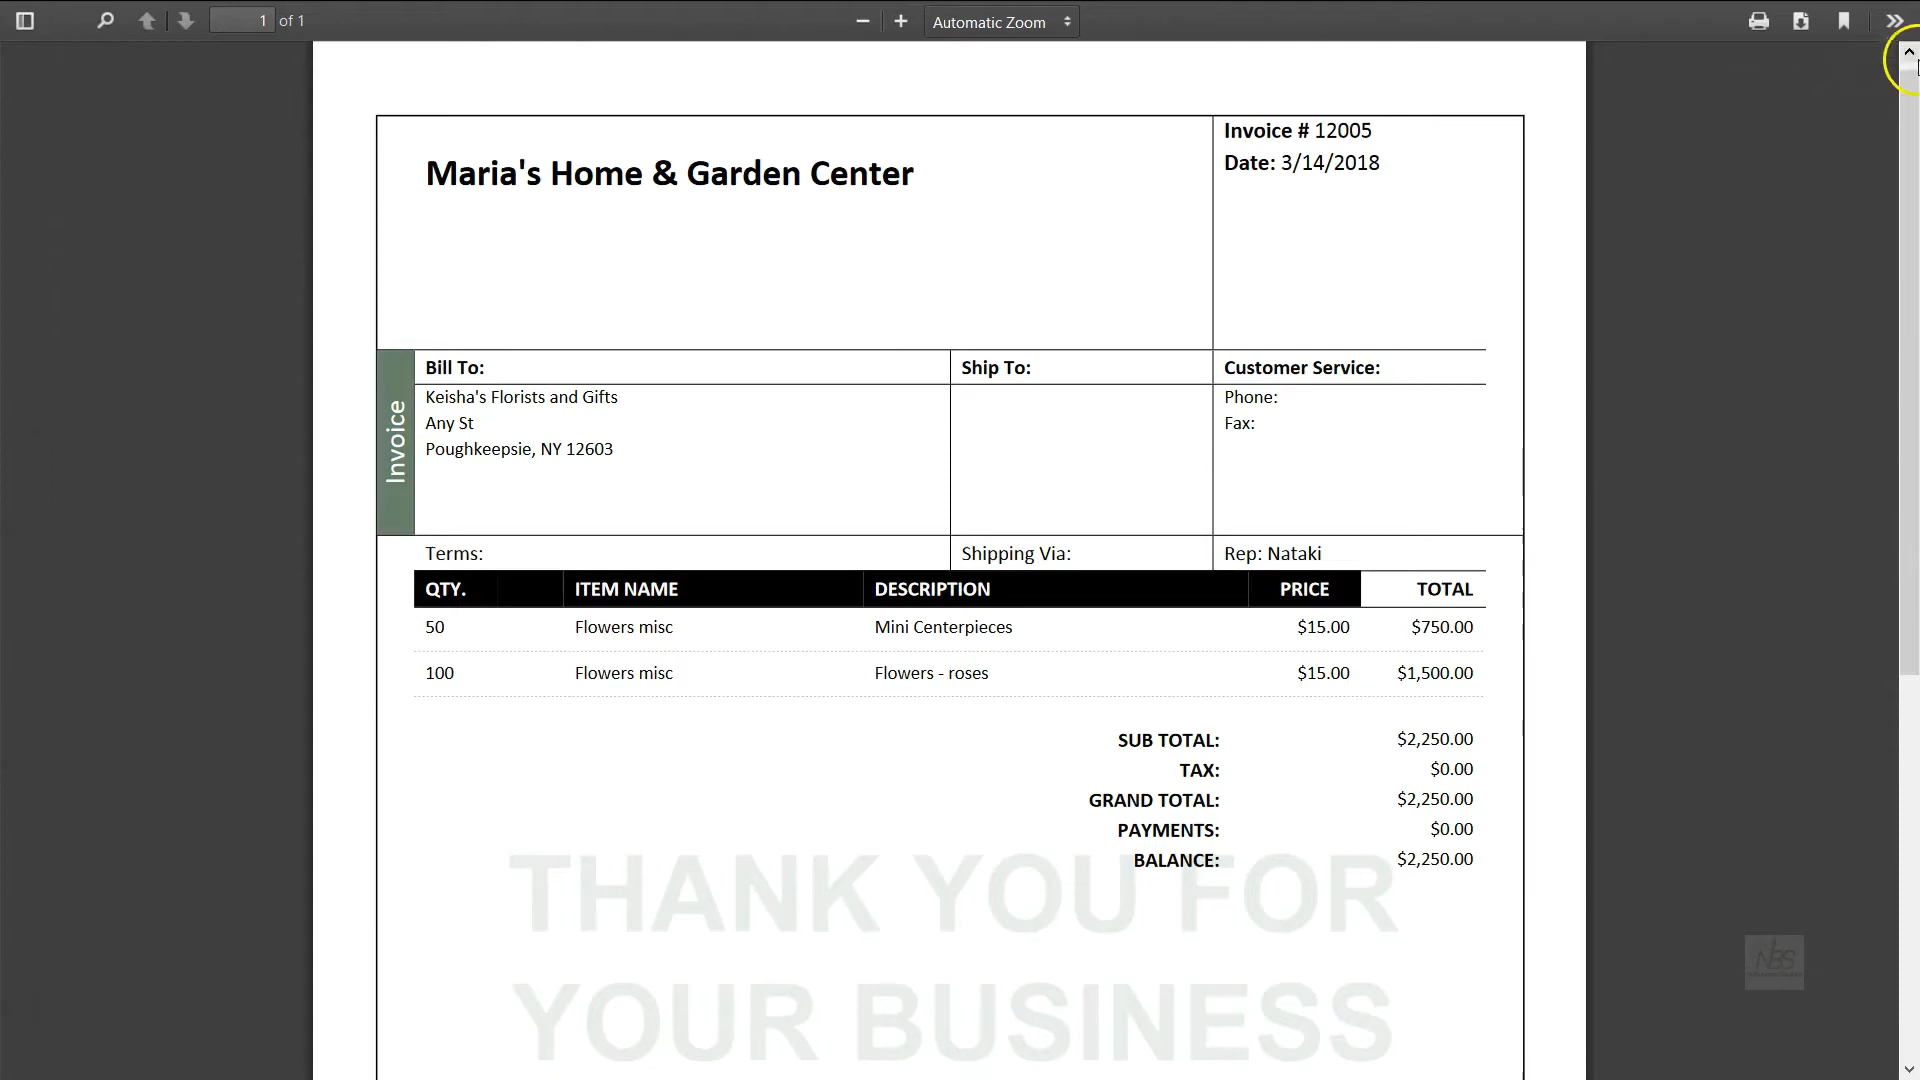 1 of 1
Automatic Zoom
Maria's Home & Garden Center
Invoice # 12005
Date: 3/14/2018
Invoice
Bill To:
Keisha's Florists and Gifts
Any St
Poughkeepsie, NY 12603
Ship To:
Customer Service:
Phone:
Fax:
Terms:
Shipping Via:
Rep: Nataki
QTY. ITEM NAME DESCRIPTION PRICE TOTAL
50 Flowers misc Mini Centerpieces $15.00 $750.00
100 Flowers misc Flowers - roses $15.00 $1,500.00
SUB TOTAL: $2,250.00
TAX: $0.00
GRAND TOTAL: $2,250.00
PAYMENTS: $0.00
BALANCE: $2,250.00
THANK YOU FOR
YOUR BUSINESS
NBS